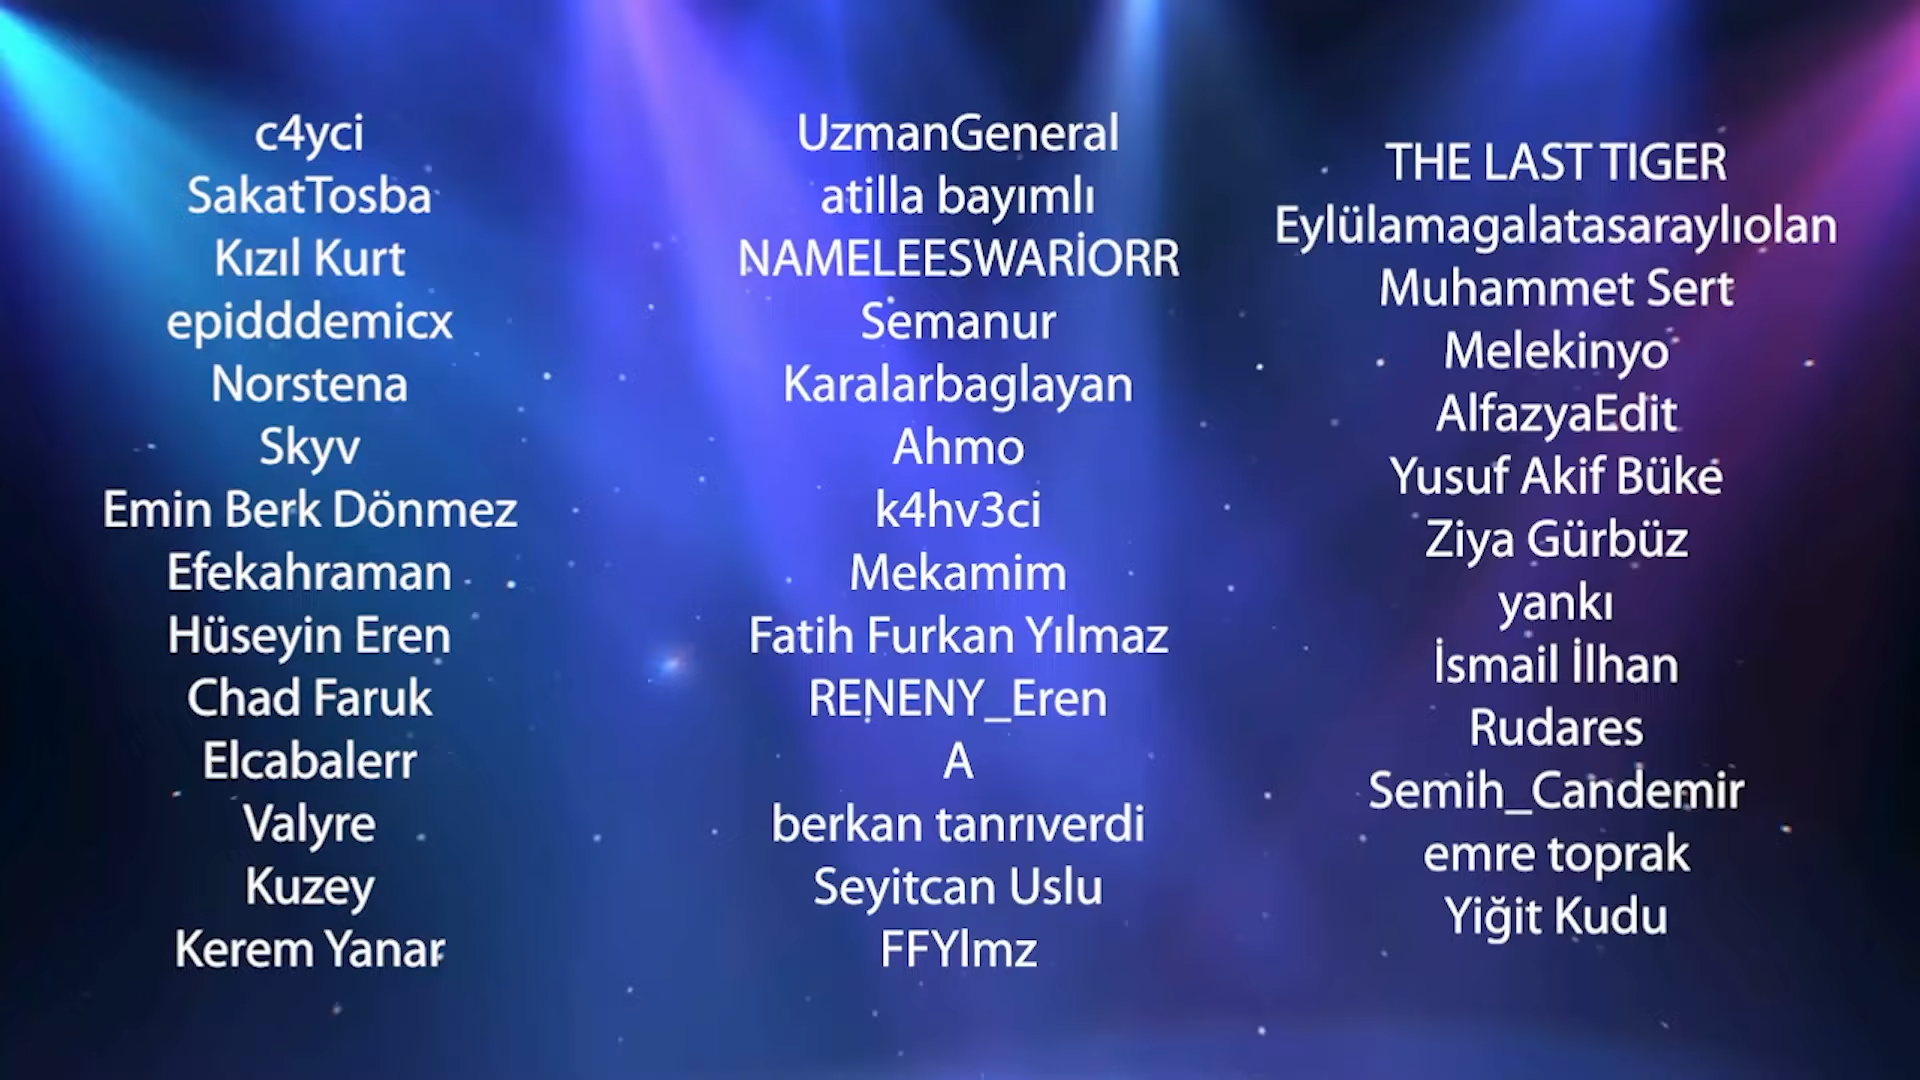 c4yci
SakatTosba
Kızıl Kurt
epidddemicx
Norstena
Skyv
Emin Berk Dönmez
Efekahraman
Hüseyin Eren
Chad Faruk
Elcabalerr
Valyre
Kuzey
Kerem Yanar
UzmanGeneral
atilla bayımlı
NAMELEESWARİORR
Semanur
Karalarbaglayan
Ahmo
k4hv3ci
Mekamim
Fatih Furkan Yılmaz
RENENY_Eren
A
berkan tanrıverdi
Seyitcan Uslu
FFYlmz
THE LAST TIGER
Eylülamagalatasaraylıolan
Muhammet Sert
Melekinyo
AlfazyaEdit
Yusuf Akif Büke
Ziya Gürbüz
yankı
İsmail İlhan
Rudares
Semih_Candemir
emre toprak
Yiğit Kudu